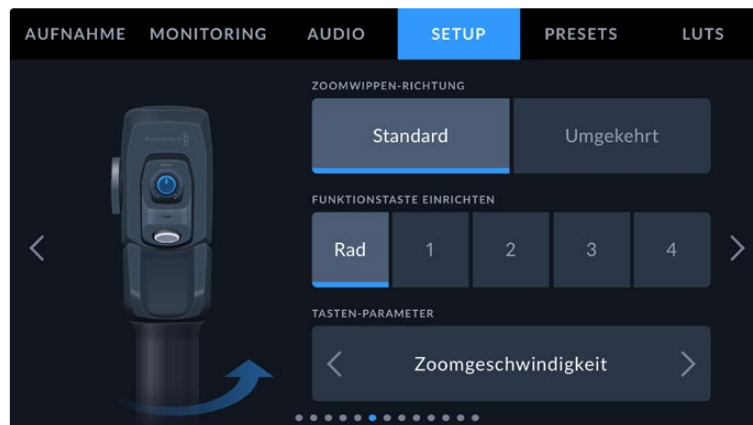 AUFNAHME MONITORING AUDIO SETUP PRESETS LUTS
ZOOMWIPPEN-RICHTUNG
Standard Umgekehrt
FUNKTIONSTASTE EINRICHTEN
Rad 1 2 3 4
TASTEN-PARAMETER
Zoomgeschwindigkeit